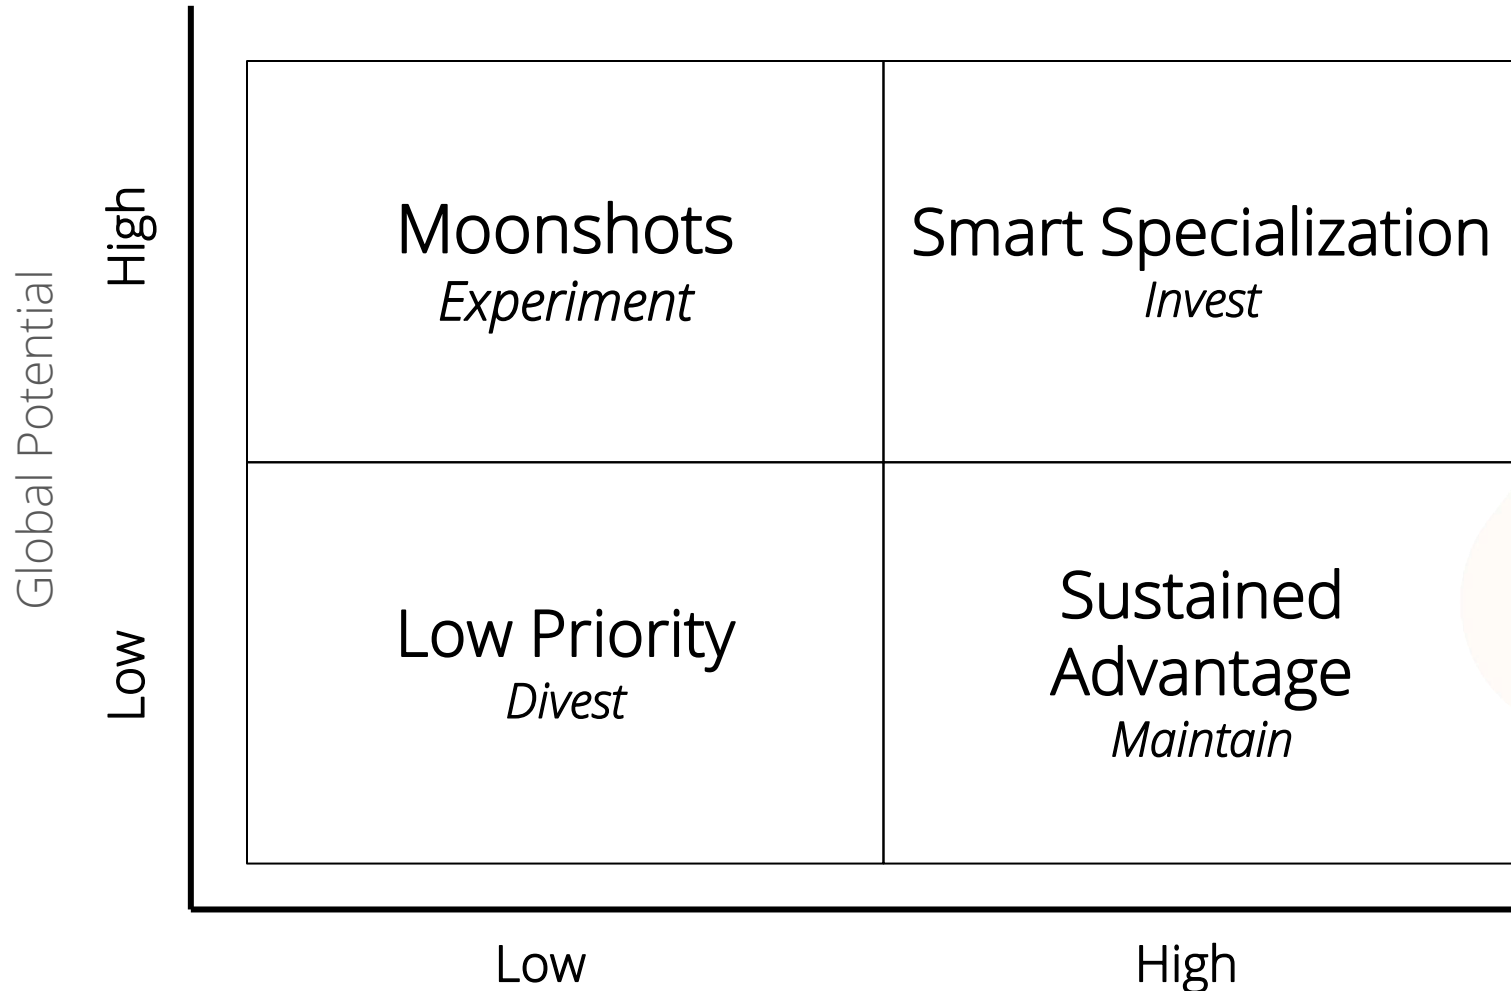 Global Potential
High
Moonshots
Experiment
Smart Specialization
Invest
Low
Low Priority
Divest
Sustained
Advantage
Maintain
Low
High